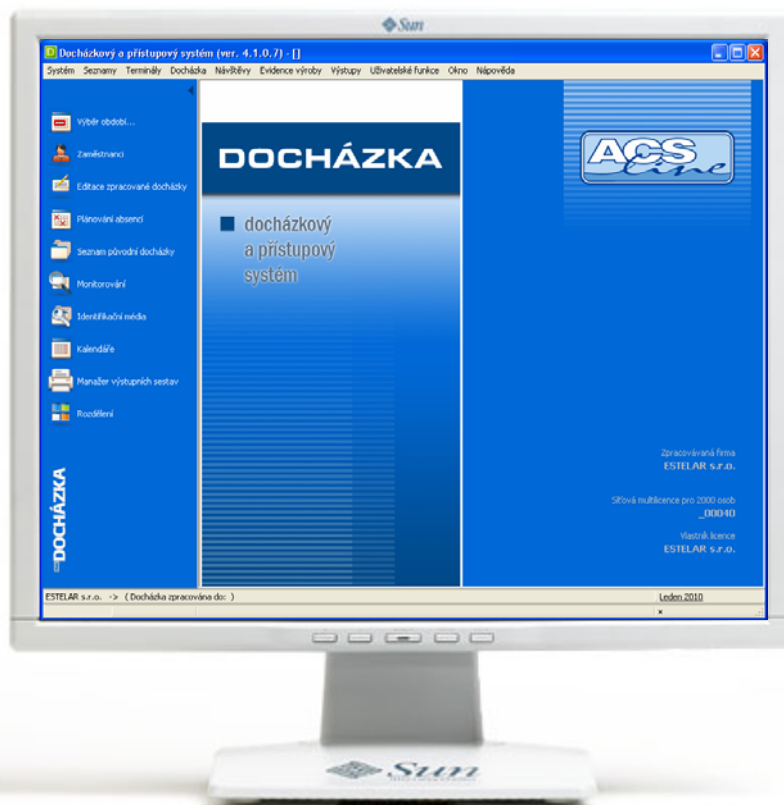 Sun
Docházkový a přístupový systém (ver. 4.1.0.7) - []
Systém Seznamy Terminály Docházka Návštěvy Evidence výroby Výstupy Uživatelské funkce Okno Nápověda
Výběr období...
Zaměstnanci
Editace zpracované docházky
Plánování absencí
Seznam původní docházky
Monitorování
Identifikační média
Kalendáře
Manažer výstupních sestav
Rozdělení
DOCHÁZKA
DOCHÁZKA
docházkový
a přístupový
systém
ACS
line
Zpracovávaná firma
ESTELAR s.r.o.
Síťová multilicence pro 2000 osob
_00040
Vlastník licence
ESTELAR s.r.o.
ESTELAR s.r.o. -> ( Docházka zpracována do: )
Leden 2010
Sun